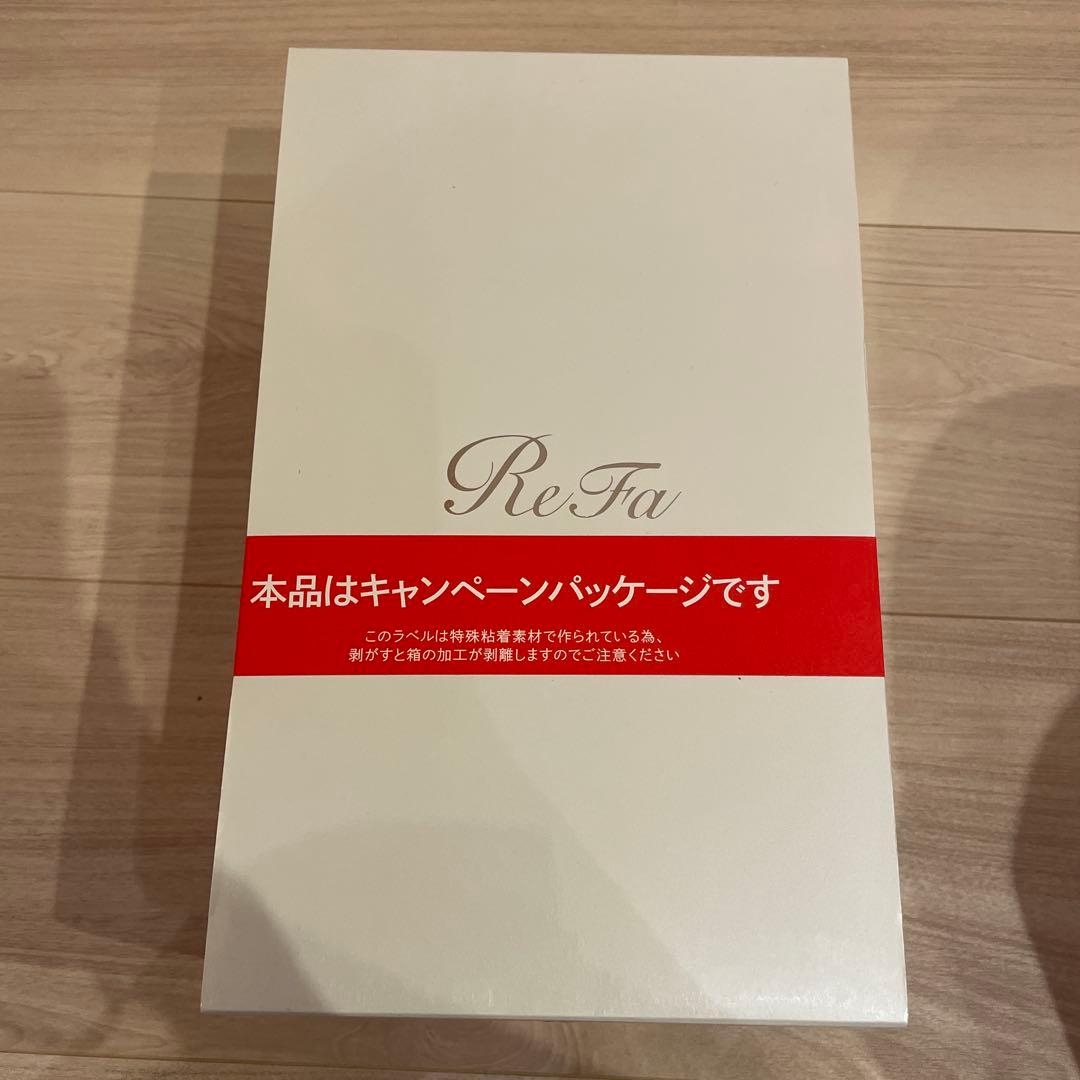 ReFa
本品はキャンペーンパッケージです
このラベルは特殊粘着素材で作られている為、
剥がすと箱の加工が剥離しますのでご注意ください